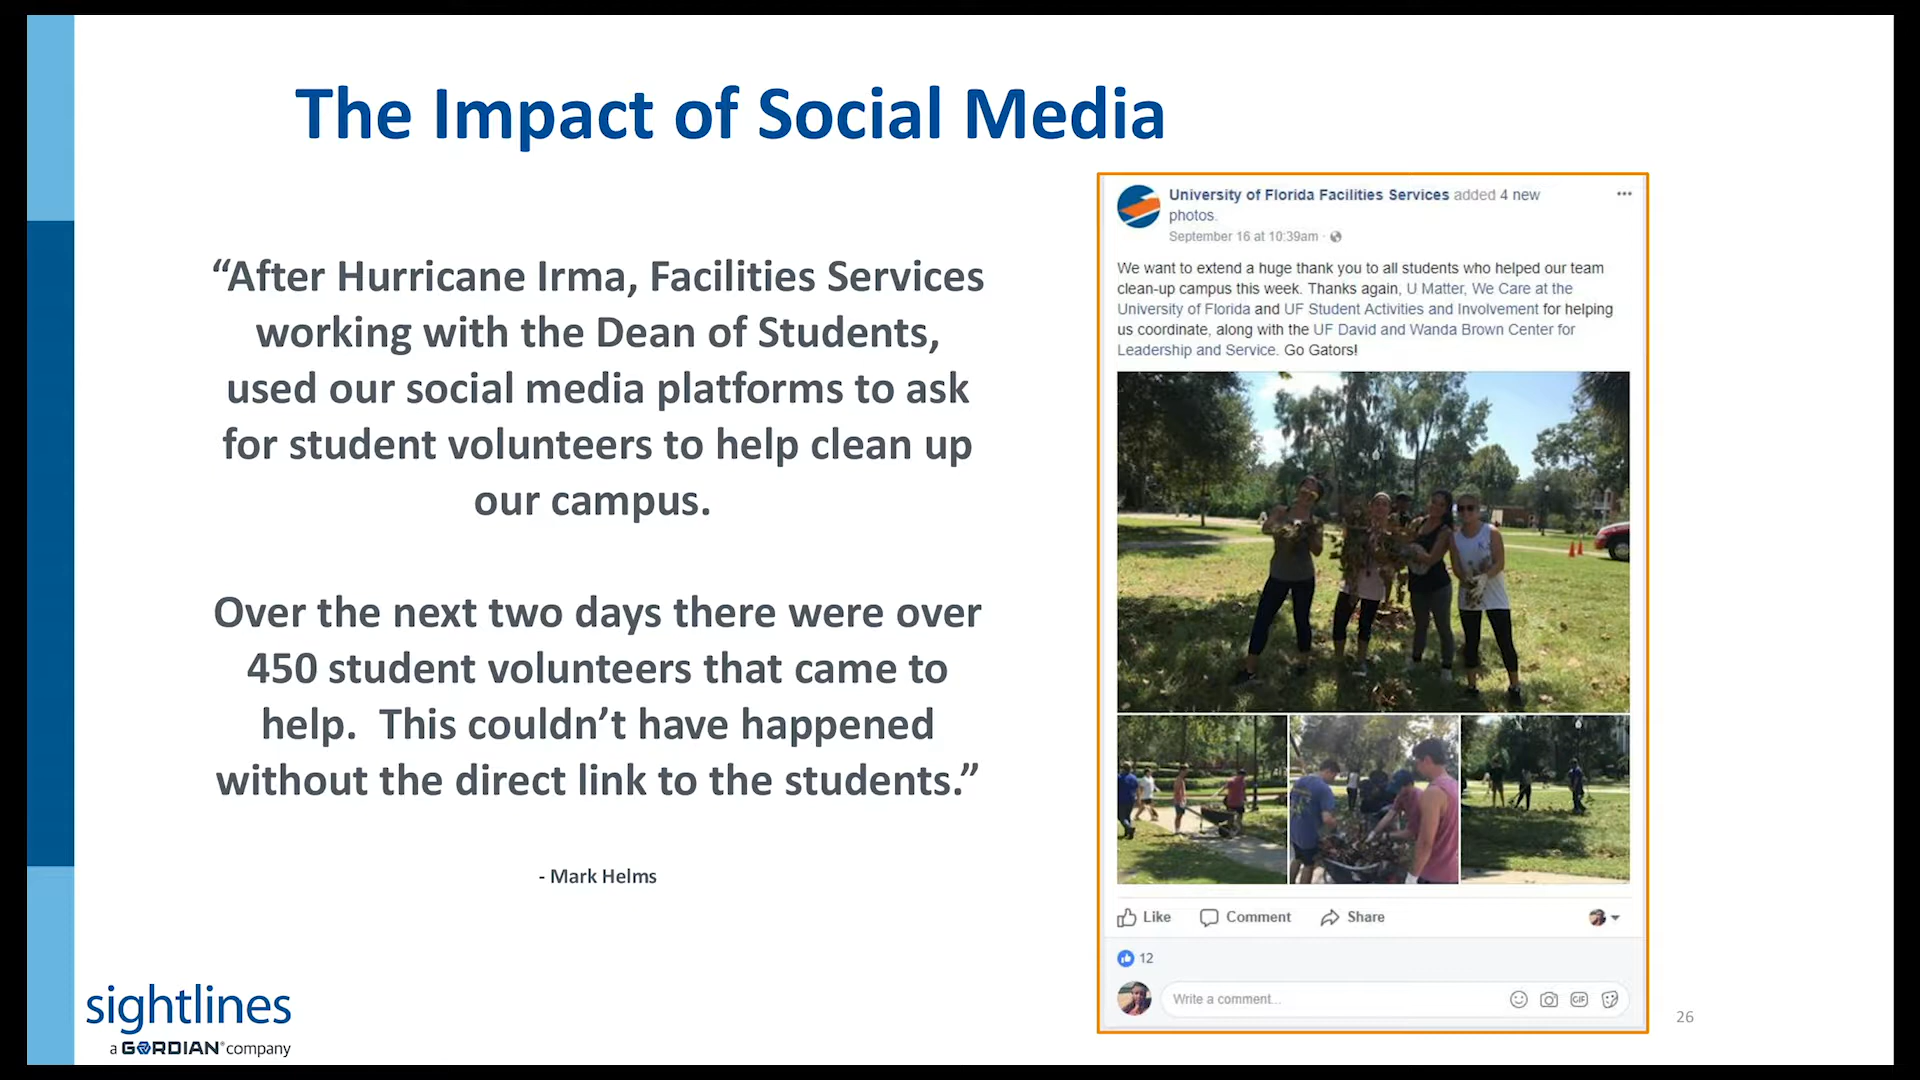 The Impact of Social Media
“After Hurricane Irma, Facilities Services
working with the Dean of Students,
used our social media platforms to ask
for student volunteers to help clean up
our campus.
Over the next two days there were over
450 student volunteers that came to
help.  This couldn’t have happened
without the direct link to the students.”
- Mark Helms
University of Florida Facilities Services added 4 new
photos.
September 16 at 10:39am ·
We want to extend a huge thank you to all students who helped our team
clean-up campus this week. Thanks again, U Matter, We Care at the
University of Florida and UF Student Activities and Involvement for helping
us coordinate, along with the UF David and Wanda Brown Center for
Leadership and Service. Go Gators!
Like Comment Share
12
Write a comment...
GIF
sightlines
a GORDIAN® company
26